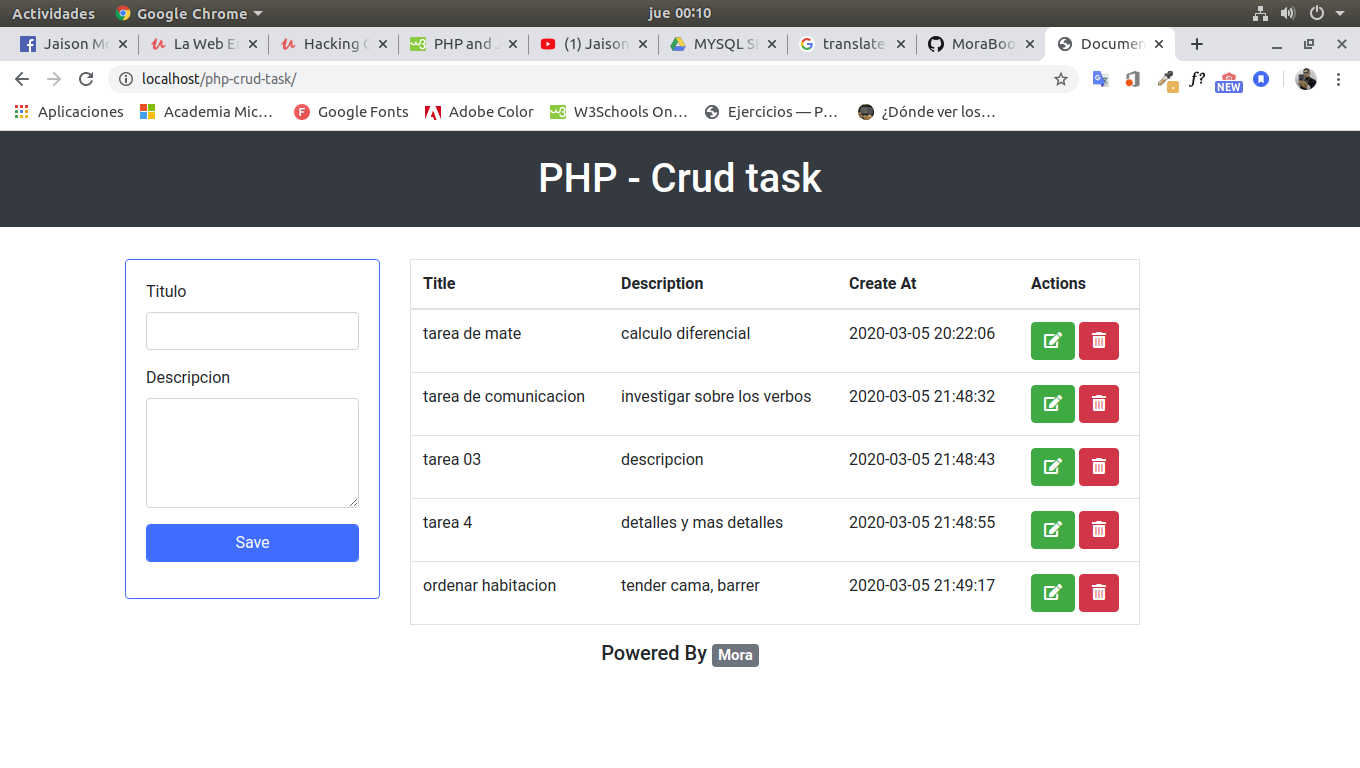 Actividades Google Chrome jue 00:10
Jaison Mo La Web E Hacking C PHP and J (1) Jaison MYSQL SE translate MoraBoo Documen
localhost/php-crud-task/ f? NEW
Aplicaciones Academia Mic... Google Fonts Adobe Color W3Schools On... Ejercicios — P... ¿Dónde ver los...
PHP - Crud task
Titulo
Descripcion
Save
Title Description Create At Actions
tarea de mate calculo diferencial 2020-03-05 20:22:06
tarea de comunicacion investigar sobre los verbos 2020-03-05 21:48:32
tarea 03 descripcion 2020-03-05 21:48:43
tarea 4 detalles y mas detalles 2020-03-05 21:48:55
ordenar habitacion tender cama, barrer 2020-03-05 21:49:17
Powered By Mora